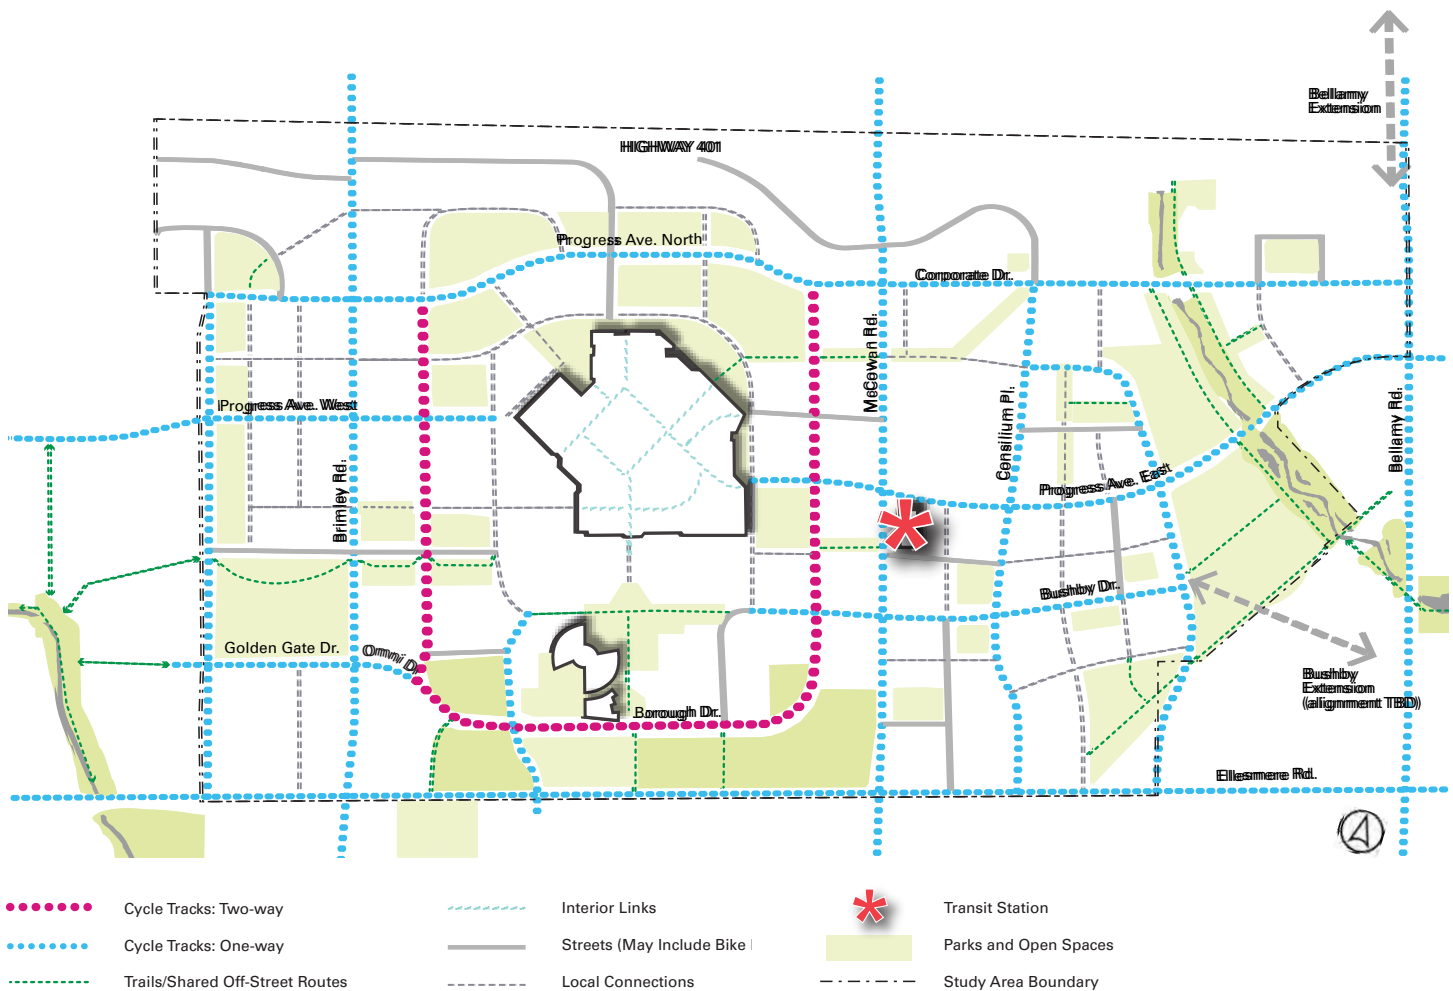 Bellamy
Extension
HIGHWAY 401
Progress Ave. North
Corporate Dr.
McCowan Rd.
Progress Ave. West
Consilium Pl.
Bellamy Rd.
Brimley Rd.
Progress Ave. East
Bushby Dr.
Golden Gate Dr.
Omni D
Bushby
Extension
(alignment TBD)
Borough Dr.
Ellesmere Rd.
Cycle Tracks: Two-way
Interior Links
Transit Station
Cycle Tracks: One-way
Streets (May Include Bike
Parks and Open Spaces
Trails/Shared Off-Street Routes
Local Connections
Study Area Boundary